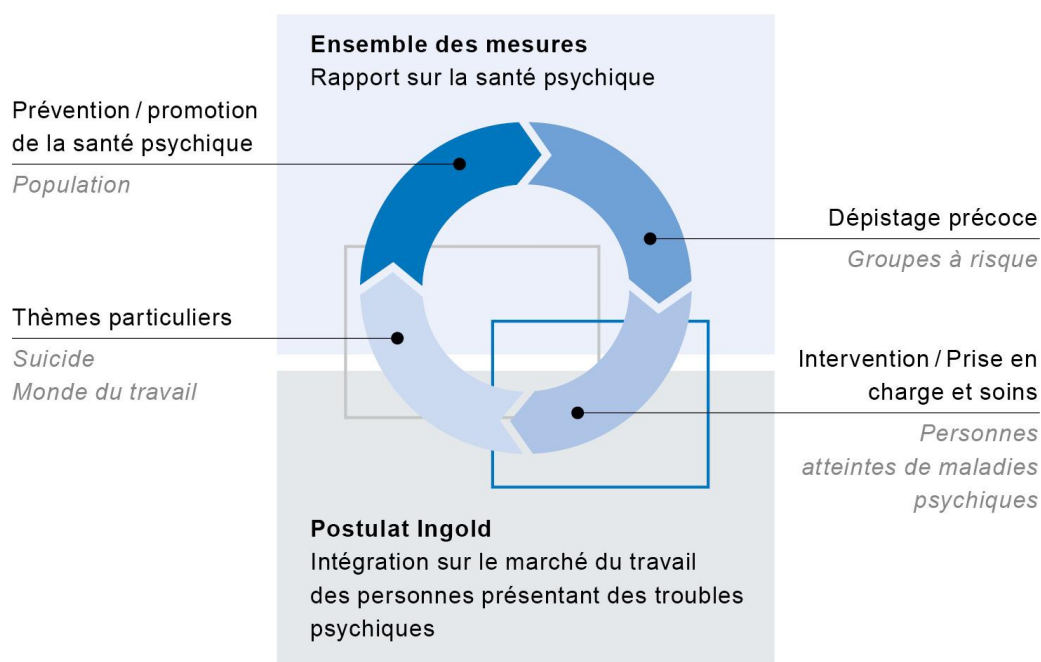 Ensemble des mesures
Rapport sur la santé psychique
Prévention / promotion
de la santé psychique
Population
Dépistage précoce
Groupes à risque
Thèmes particuliers
Suicide
Monde du travail
Intervention / Prise en
charge et soins
Personnes
atteintes de maladies
psychiques
Postulat Ingold
Intégration sur le marché du travail
des personnes présentant des troubles
psychiques